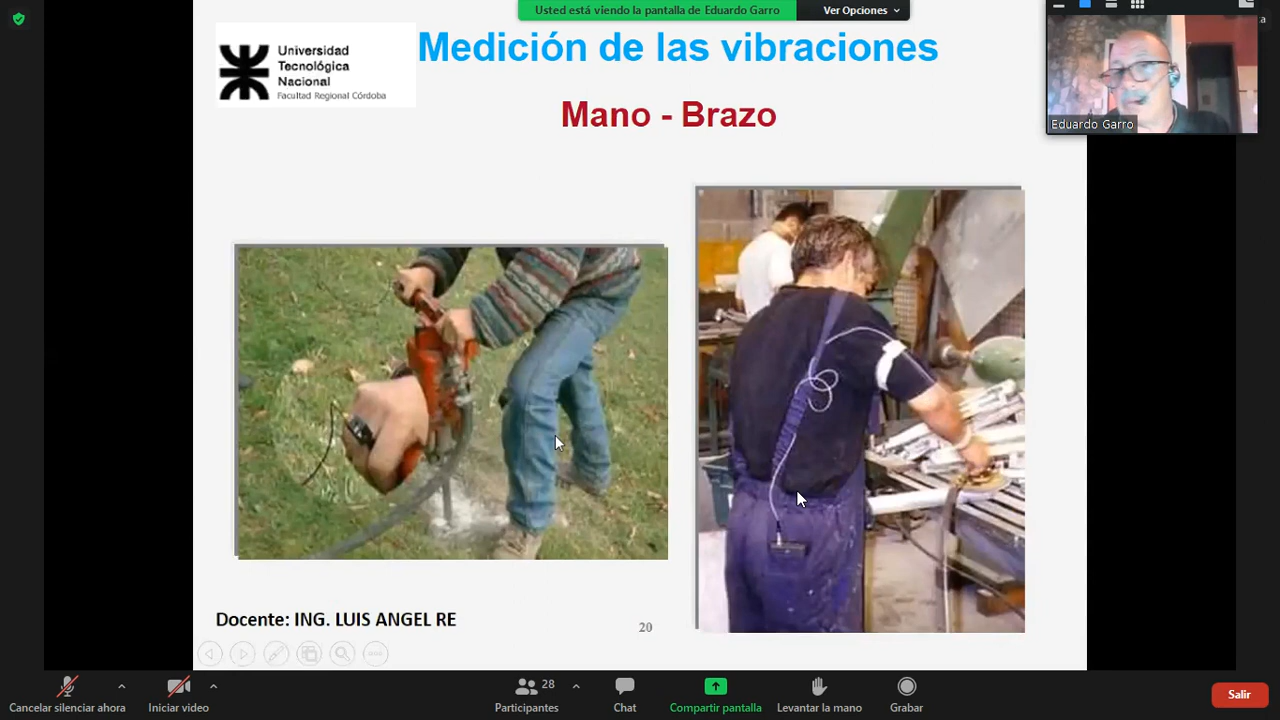 Usted está viendo la pantalla de Eduardo Garro
Ver Opciones
Universidad
Tecnológica
Nacional
Facultad Regional Córdoba
Medición de las vibraciones
Mano - Brazo
Eduardo Garro
Docente: ING. LUIS ANGEL RE
20
Cancelar silenciar ahora
Iniciar video
28
Participantes
Chat
Compartir pantalla
Levantar la mano
Grabar
Salir